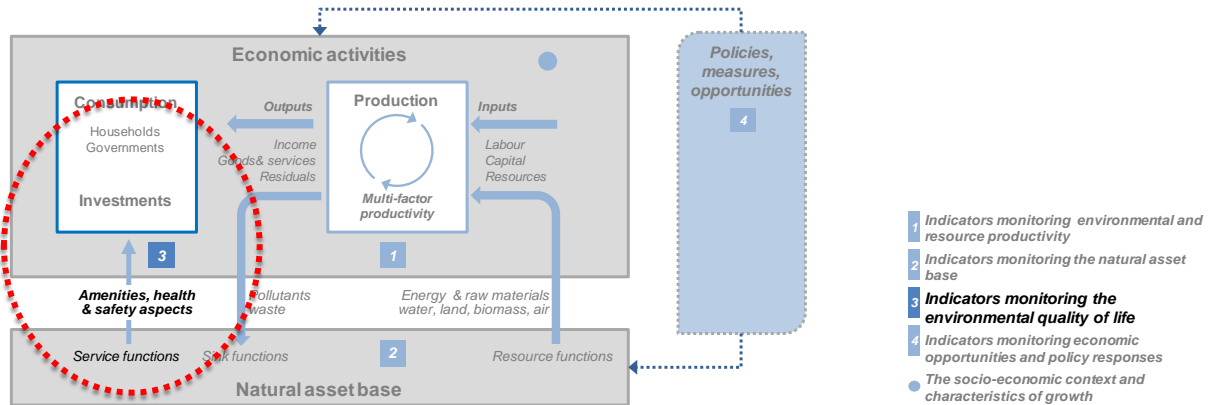 Economic activities
Consumption
Households
Governments
Investments
3
Outputs
Income
Goods& services
Residuals
Production
Multi-factor
productivity
1
Inputs
Labour
Capital
Resources
Policies,
measures,
opportunities
4
Amenities, health
& safety aspects
Pollutants
waste
Energy & raw materials
water, land, biomass, air
Service functions
Sink functions
2
Resource functions
Natural asset base
1 Indicators monitoring environmental and
resource productivity
2 Indicators monitoring the natural asset
base
3 Indicators monitoring the
environmental quality of life
4 Indicators monitoring economic
opportunities and policy responses
The socio-economic context and
characteristics of growth